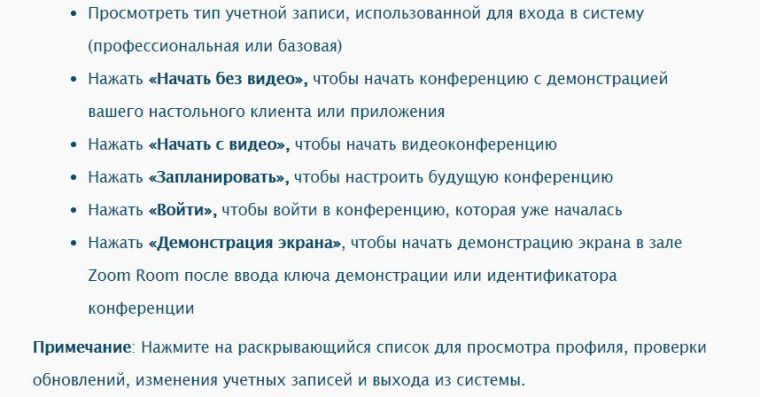 • Просмотреть тип учетной записи, использованной для входа в систему
(профессиональная или базовая)
• Нажать «Начать без видео», чтобы начать конференцию с демонстрацией
вашего настольного клиента или приложения
• Нажать «Начать с видео», чтобы начать видеоконференцию
• Нажать «Запланировать», чтобы настроить будущую конференцию
• Нажать «Войти», чтобы войти в конференцию, которая уже началась
• Нажать «Демонстрация экрана», чтобы начать демонстрацию экрана в зале
Zoom Room после ввода ключа демонстрации или идентификатора
конференции
Примечание: Нажмите на раскрывающийся список для просмотра профиля, проверки
обновлений, изменения учетных записей и выхода из системы.